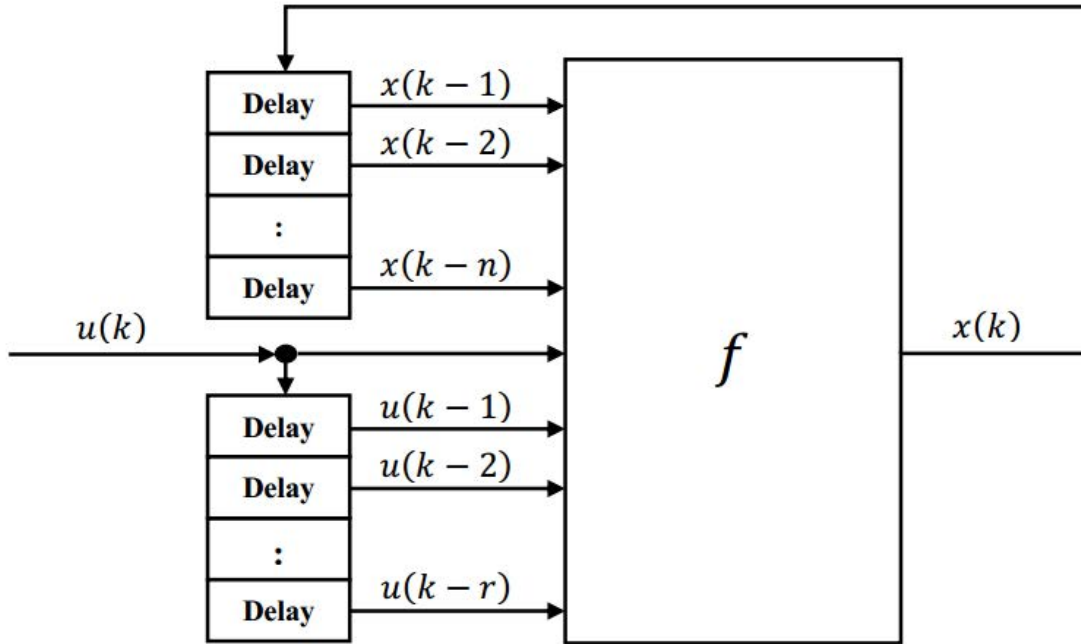 Delay x(k − 1)
Delay x(k − 2)
:
Delay x(k − n)
u(k)
f
x(k)
Delay u(k − 1)
Delay u(k − 2)
:
Delay u(k − r)